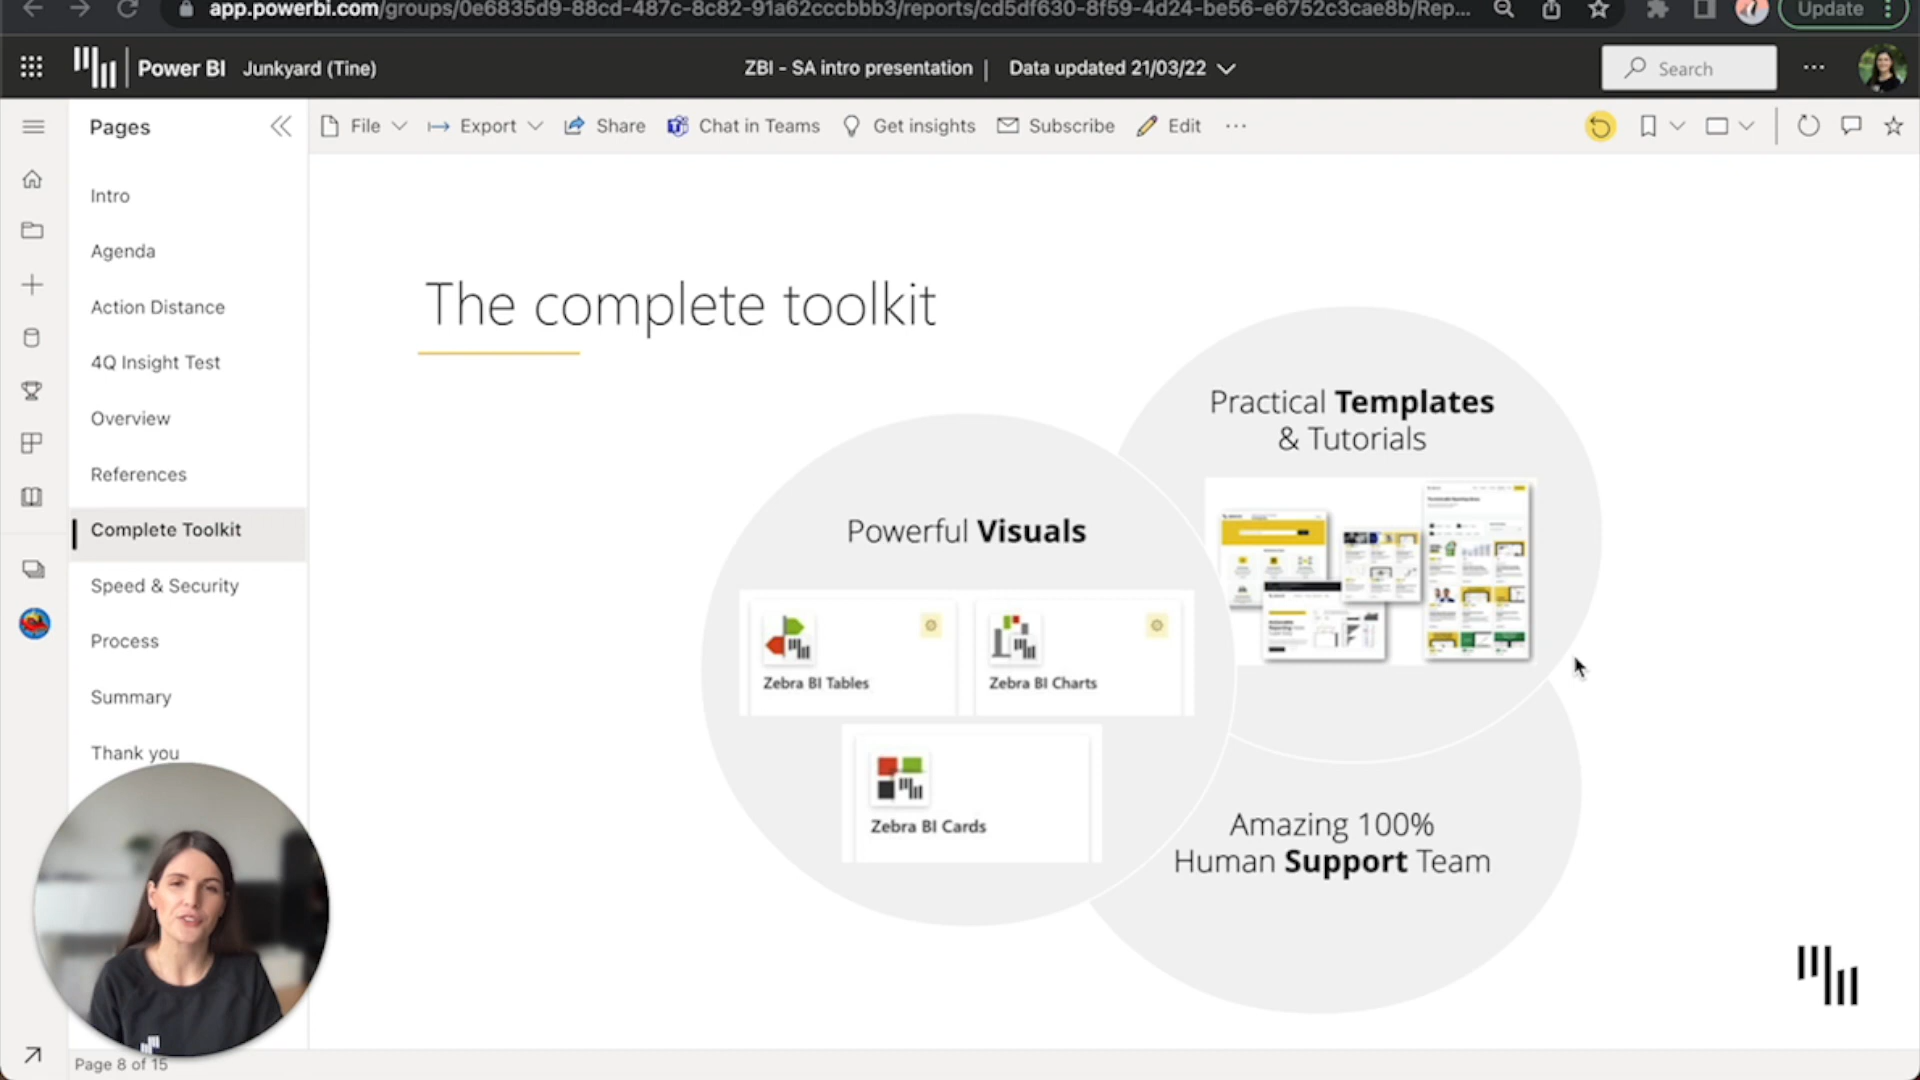 app.powerbi.com/groups/0e6835d9-88cd-487c-8c82-91a62cccbbb3/reports/cd5df630-8f59-4d24-be56-e6752c3cae8b/Rep...
Update
Power BI Junkyard (Tine)
ZBI - SA intro presentation | Data updated 21/03/22
Search
Pages
File Export Share Chat in Teams Get insights Subscribe Edit
Intro
Agenda
Action Distance
4Q Insight Test
Overview
References
Complete Toolkit
Speed & Security
Process
Summary
Thank you
Page 8 of 15
The complete toolkit
Powerful Visuals
Zebra BI Tables
Zebra BI Charts
Zebra BI Cards
Practical Templates
& Tutorials
Amazing 100%
Human Support Team